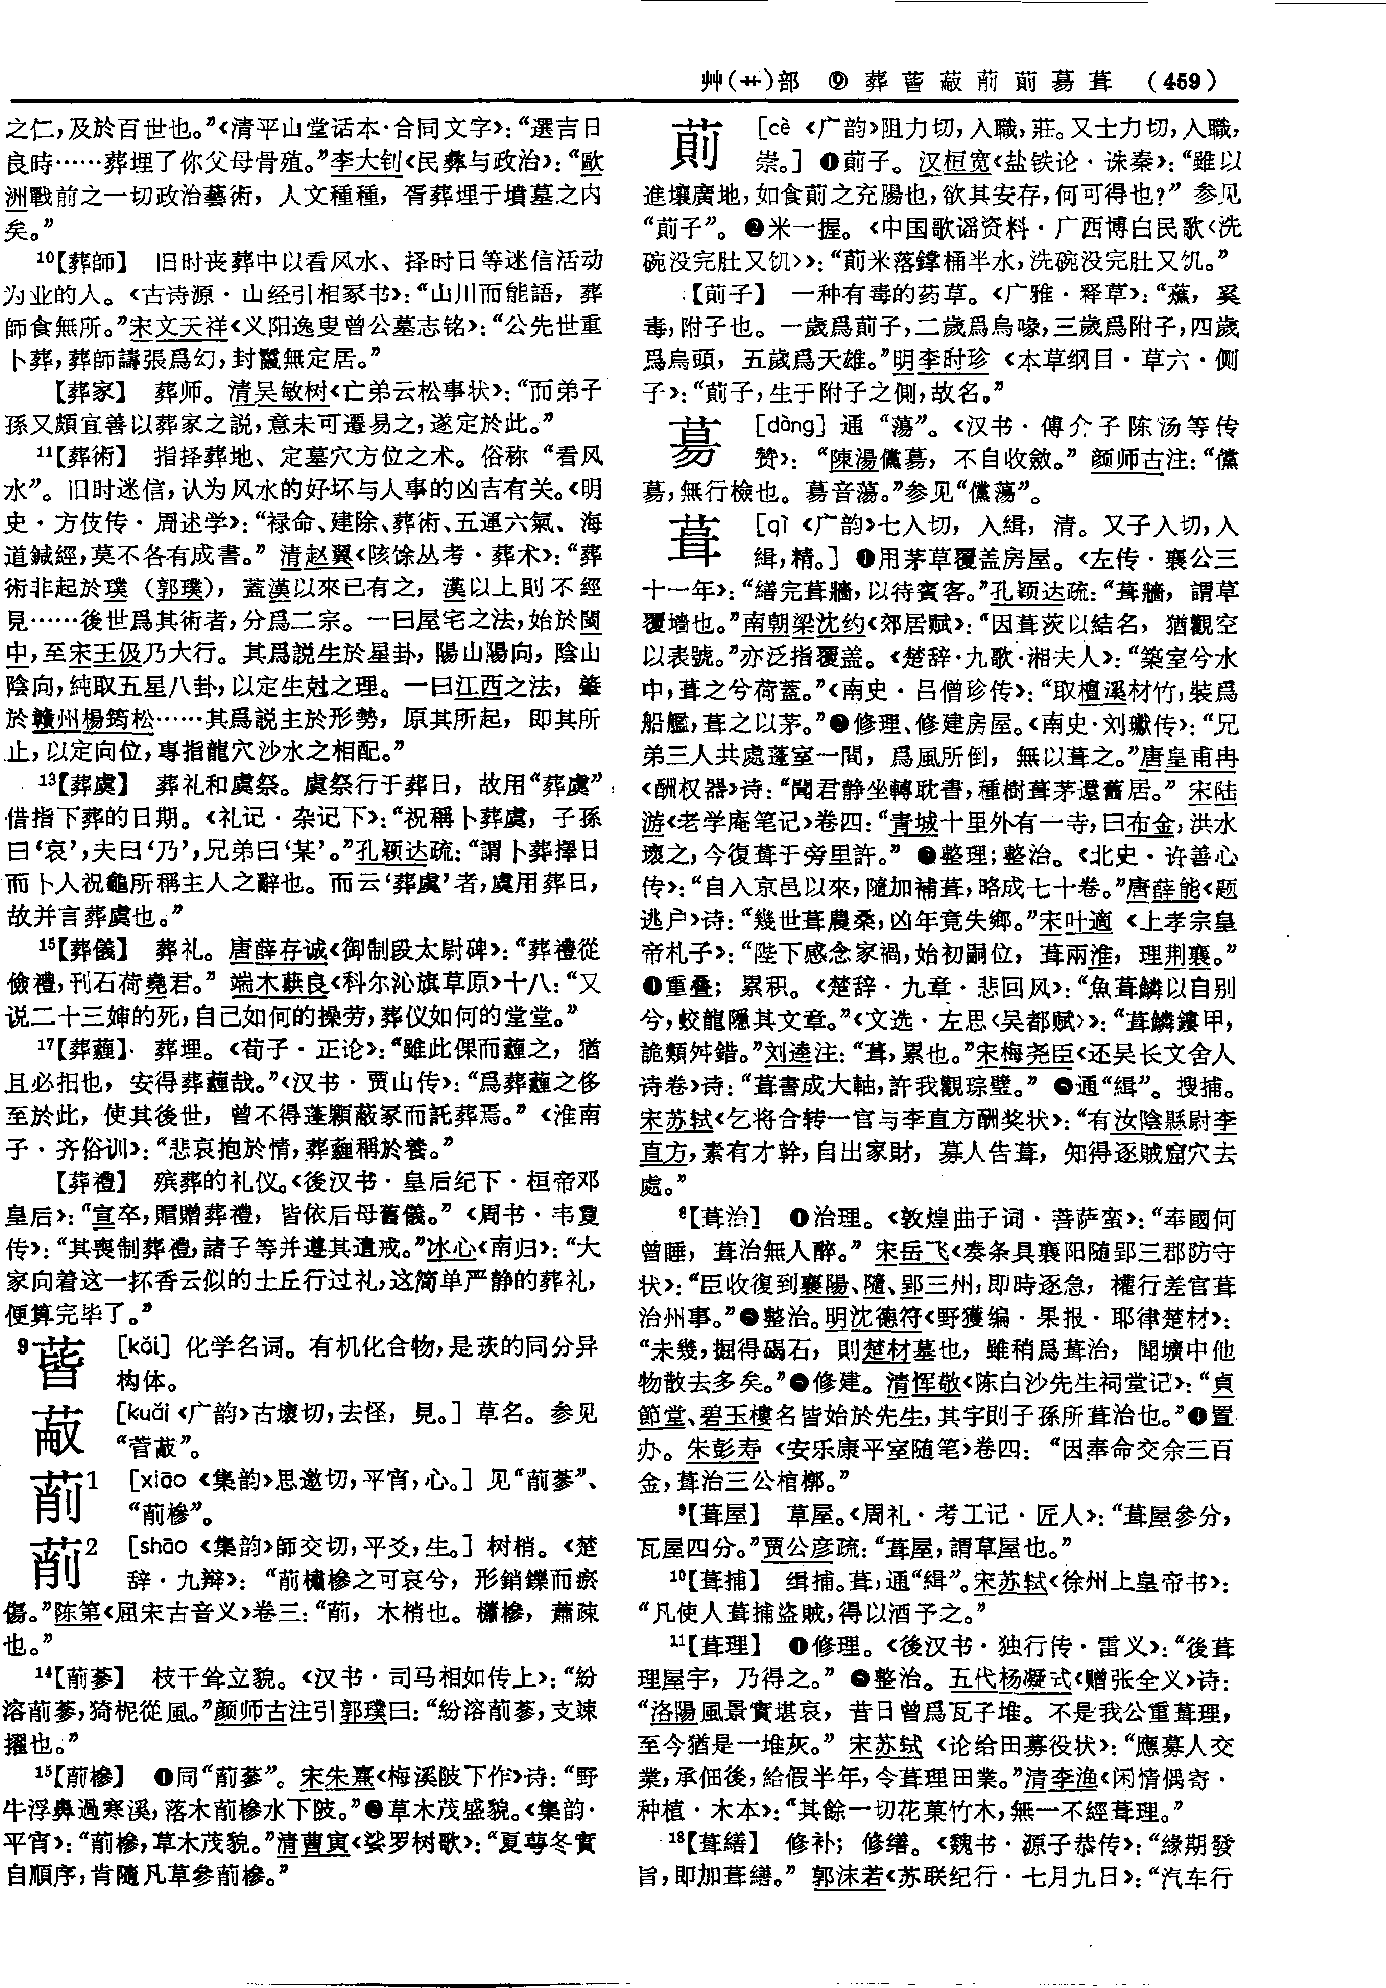 艸(艹)部 ⑨ 葬䓫蔽萷萴葛葺 (459)
之仁,及於百世也。”《清平山堂话本·合同文字》:“選吉日
良時……葬埋了你父母骨殖。”李大钊《民彝与政治》:“歐
洲戰前之一切政治藝術,人文種種,胥葬埋于墳墓之内
矣。”
10【葬師】 旧时丧葬中以看风水、择时日等迷信活动
为业的人。《古诗源·山经引相冢书》:“山川而能語,葬
師食無所。”宋文天祥《义阳逸叟曾公墓志铭》:“公先世重
卜葬,葬師譸張爲幻,封鬣無定居。”
【葬家】 葬师。清吴敏树《亡弟云松事状》:“而弟子
孫又頗宜善以葬家之説,意未可遷易之,遂定於此。”
11【葬術】 指择葬地、定墓穴方位之术。俗称“看风
水”。旧时迷信,认为风水的好坏与人事的凶吉有关。《明
史·方伎传·周述学》:“禄命、建除、葬術、五運六氣、海
道鍼經,莫不各有成書。”清赵翼《陔馀丛考·葬术》:“葬
術非起於璞(郭璞),蓋漢以來已有之,漢以上則不經
見……後世爲其術者,分爲二宗。一曰屋宅之法,始於閩
中,至宋王伋乃大行。其爲説生於星卦,陽山陽向,陰山
陰向,純取五星八卦,以定生尅之理。一曰江西之法,肇
於贛州楊筠松……其爲説主於形勢,原其所起,即其所
止,以定向位,專指龍穴沙水之相配。”
13【葬虞】 葬礼和虞祭。虞祭行于葬日,故用“葬虞”
借指下葬的日期。《礼记·杂记下》:“祝稱卜葬虞,子孫
曰‘哀’,夫曰‘乃’,兄弟曰‘某’。”孔颖达疏:“謂卜葬擇日
而卜人祝龜所稱主人之辭也。而云‘葬虞’者,虞用葬日,
故并言葬虞也。”
15【葬儀】 葬礼。唐薛存诚《御制段太尉碑》:“葬禮從
儉禮,刊石荷堯君。”端木蕻良《科尔沁旗草原》十八:“又
说二十三婶的死,自己如何的操劳,葬仪如何的堂堂。”
17【葬薶】 葬埋。《荀子·正论》:“雖此倮而薶之,猶
且必抇也,安得葬薶哉。”《汉书·贾山传》:“爲葬薶之侈
至於此,使其後世,曾不得蓬顆蔽冢而託葬焉。”《淮南
子·齐俗训》:“悲哀抱於情,葬薶稱於養。”
【葬禮】 殡葬的礼仪。《後汉书·皇后纪下·桓帝邓
皇后》:“宣卒,賵贈葬禮,皆依后母舊儀。”《周书·韦夐
传》:“其喪制葬禮,諸子等并遵其遺戒。”冰心《南归》:“大
家向着这一抔香云似的土丘行过礼,这简单严静的葬礼,
便算完毕了。”
9 [kǎi] 化学名词。有机化合物,是茨的同分异
构体。
[kuǎi《广韵》古壞切,去怪,見。] 草名。参见
萷1 [xiāo《集韵》思邀切,平宵,心。] 见“萷蔘”、
“萷槮”。
萷2 [shāo《集韵》師交切,平爻,生。] 树梢。《楚
辞·九辩》:“萷櫹槮之可哀兮,形銷鑠而瘀
傷。”陈第《屈宋古音义》卷三:“萷,木梢也。櫹槮,蕭疎
也。”
14【萷蔘】 枝干耸立貌。《汉书·司马相如传上》:“紛
溶萷蔘,猗柅從風。”颜师古注引郭璞曰:“紛溶萷蔘,支竦
擢也。”
15【萷槮】 ❶同“萷蔘”。宋朱熹《梅溪陂下作》诗:“野
牛浮鼻過寒溪,落木萷槮水下陂。”❷草木茂盛貌。《集韵·
平宵》:“萷槮,草木茂貌。”清曹寅《娑罗树歌》:“夏萼冬實
自順序,肯隨凡草參萷槮。”
萴 [cè《广韵》阻力切,入職,莊。又士力切,入職,
崇。] ❶萴子。汉桓宽《盐铁论·诛秦》:“雖以
進壤廣地,如食萴之充腸也,欲其安存,何可得也?”参见
“萴子”。❷米一握。《中国歌谣资料·广西博白民歌〈洗
碗没完肚又饥〉》:“萴米落鑻桶半水,洗碗没完肚又饥。”
【萴子】 一种有毒的药草。《广雅·释草》:“蘓,奚
毒,附子也。一歲爲萴子,二歲爲烏喙,三歲爲附子,四歲
爲烏頭,五歲爲天雄。”明李时珍《本草纲目·草六·侧
子》:“萴子,生于附子之側,故名。”
蕩 [dàng] 通“蕩”。《汉书·傅介子陈汤等传
赞》:“陳湯儻募,不自收斂。”颜师古注:“儻
募,無行檢也。募音蕩。”参见“儻蕩”。
葺 [qì《广韵》七入切,入緝,清。又子入切,入
緝,精。] ❶用茅草覆盖房屋。《左传·襄公三
十一年》:“缮完葺牆,以待賓客。”孔颖达疏:“葺牆,謂草
覆墙也。”南朝梁沈约《郊居赋》:“因葺茨以結名,猶觀空
以表號。”亦泛指覆盖。《楚辞·九歌·湘夫人》:“築室兮水
中,葺之兮荷蓋。”《南史·吕僧珍传》:“取檀溪材竹,裝爲
船艦,葺之以茅。”❷修理、修建房屋。《南史·刘瓛传》:“兄
弟三人共處蓬室一間,爲風所倒,無以葺之。”唐皇甫冉
《酬权器》诗:“聞君静坐轉耽書,種樹葺茅還舊居。”宋陆
游《老学庵笔记》卷四:“青城十里外有一寺,曰布金,洪水
壞之,今復葺于旁里許。”❸整理;整治。《北史·许善心
传》:“自入京邑以來,隨加補葺,略成七十卷。”唐薛能《题
逃户》诗:“幾世葺農桑,凶年竟失鄉。”宋叶適《上孝宗皇
帝札子》:“陛下感念家禍,始初嗣位,葺兩淮,理荆襄。”
❹重叠;累积。《楚辞·九章·悲回风》:“魚葺鱗以自别
兮,蛟龍隱其文章。”《文选·左思〈吴都赋〉》:“葺鱗鏤甲,
詭類舛錯。”刘逵注:“葺,累也。”宋梅尧臣《还吴长文舍人
诗卷》诗:“葺書成大軸,許我觀琮璧。”❺通“緝”。搜捕。
宋苏轼《乞将合转一官与李直方酬奖状》:“有汝陰縣尉李
直方,素有才幹,自出家財,募人告葺,知得逐賊窟穴去
處。”
8【葺治】 ❶治理。《敦煌曲子词·菩萨蛮》:“奉國何
曾睡,葺治無人醉。”宋岳飞《奏条具襄阳随郢三郡防守
状》:“臣收復到襄陽、隨、郢三州,即時逐急,權行差官葺
治州事。”❷整治。明沈德符《野獲编·果报·耶律楚材》:
“未幾,掘得碣石,則楚材墓也,雖稍爲葺治,聞壙中他
物散去多矣。”❸修建。清恽敬《陈白沙先生祠堂记》:“貞
節堂、碧玉樓名皆始於先生,其字則子孫所葺治也。”❹置
办。朱彭寿《安乐康平室随笔》卷四:“因奉命交余三百
金,葺治三公棺槨。”
9【葺屋】 草屋。《周礼·考工记·匠人》:“葺屋參分,
瓦屋四分。”贾公彦疏:“葺屋,謂草屋也。”
10【葺捕】 缉捕。葺,通“緝”。宋苏轼《徐州上皇帝书》:
“凡使人葺捕盜賊,得以酒予之。”
11【葺理】 ❶修理。《後汉书·独行传·雷义》:“後葺
理屋宇,乃得之。”❷整治。五代杨凝式《赠张全义》诗:
“洛陽風景實堪哀,昔日曾爲瓦子堆。不是我公重葺理,
至今猶是一堆灰。”宋苏轼《论给田募役状》:“應募人交
業,承佃後,給假半年,令葺理田業。”清李渔《闲情偶寄·
种植·木本》:“其餘一切花菓竹木,無一不經葺理。”
18【葺缮】 修补;修缮。《魏书·源子恭传》:“緣期發
旨,即加葺繕。”郭沫若《苏联纪行·七月九日》:“汽车行